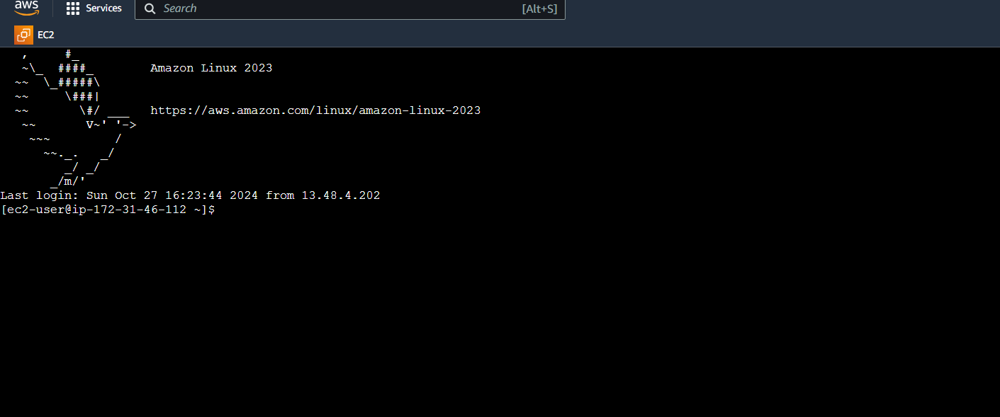 aws
Services
Search
[Alt+S]
EC2
   ,     #_
   ~\_  ####_        Amazon Linux 2023
  ~~  \_#####\
  ~~     \###|
  ~~       \#/ ___   https://aws.amazon.com/linux/amazon-linux-2023
   ~~       V~' '->
    ~~~         /
      ~~._.   _/
         _/ _/
       _/m/'
Last login: Sun Oct 27 16:23:44 2024 from 13.48.4.202
[ec2-user@ip-172-31-46-112 ~]$